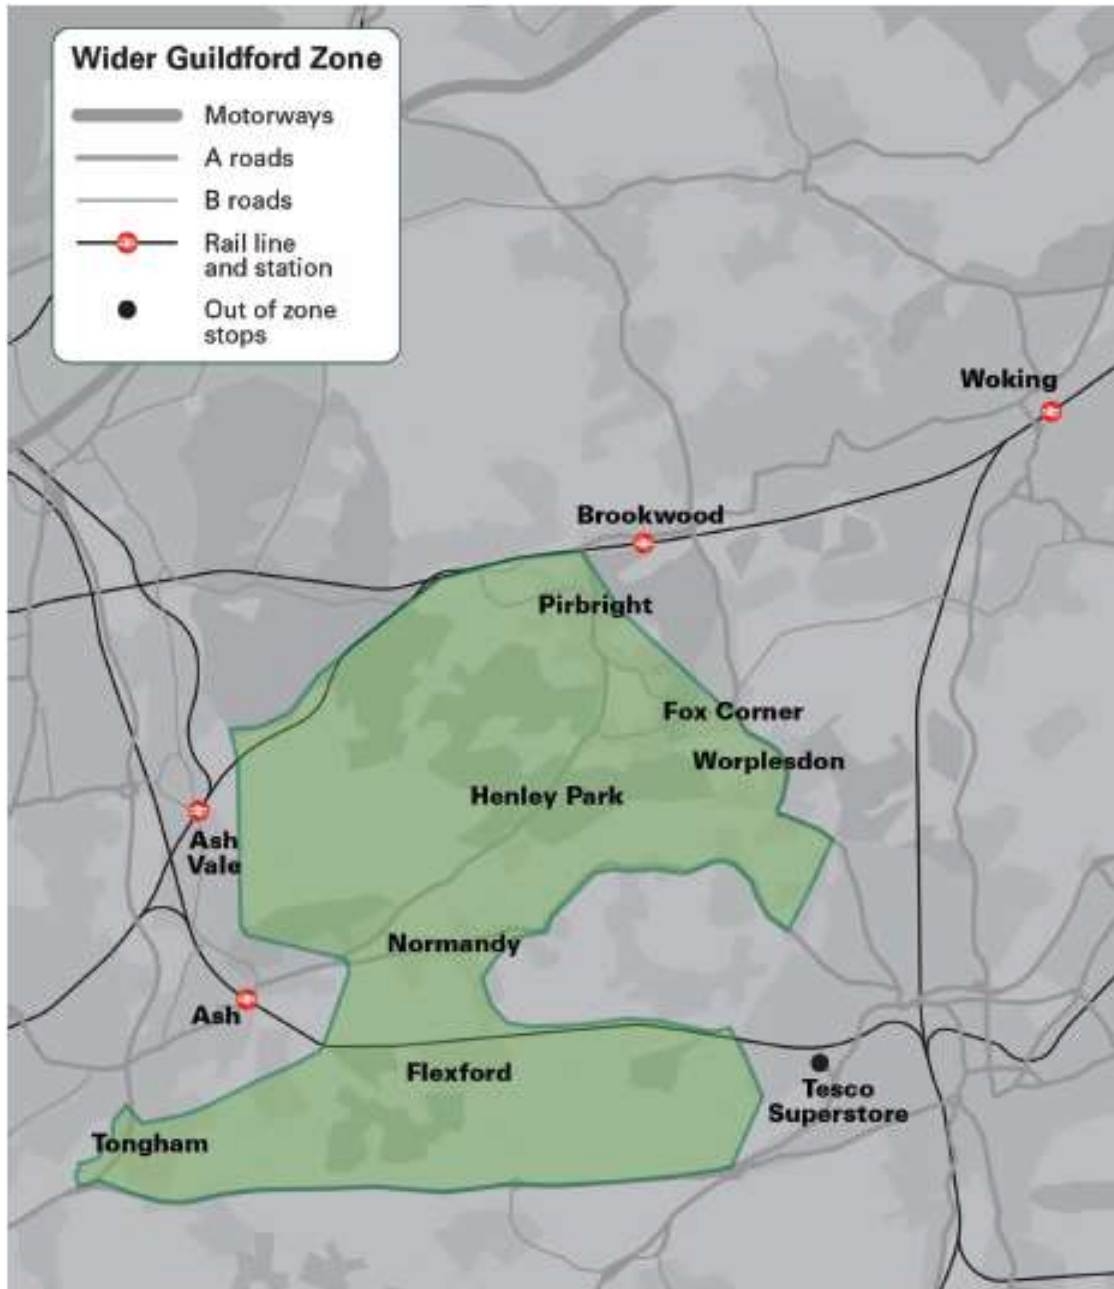 Wider Guildford Zone
Motorways
A roads
B roads
Rail line
and station
Out of zone
stops
Woking
Brookwood
Pirbright
Fox Corner
Worplesdon
Henley Park
Ash
Vale
Normandy
Ash
Flexford
Tesco
Superstore
Tongham